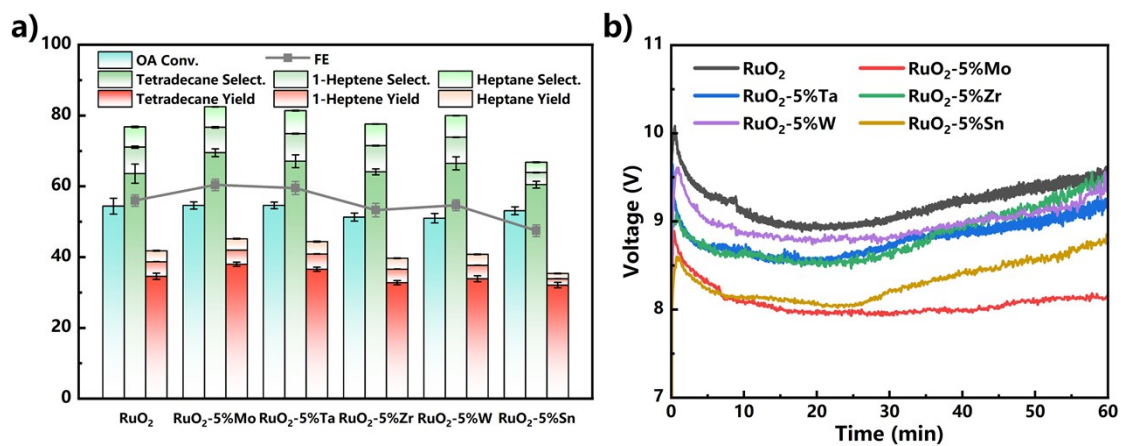 a)
100
80
60
40
20
0
OA Conv. FE
Tetradecane Select. 1-Heptene Select. Heptane Select.
Tetradecane Yield 1-Heptene Yield Heptane Yield
RuO₂ RuO₂-5%Mo RuO₂-5%Ta RuO₂-5%Zr RuO₂-5%W RuO₂-5%Sn
b)
Voltage (V)
11
10
9
8
7
RuO₂ RuO₂-5%Mo
RuO₂-5%Ta RuO₂-5%Zr
RuO₂-5%W RuO₂-5%Sn
0 10 20 30 40 50 60
Time (min)